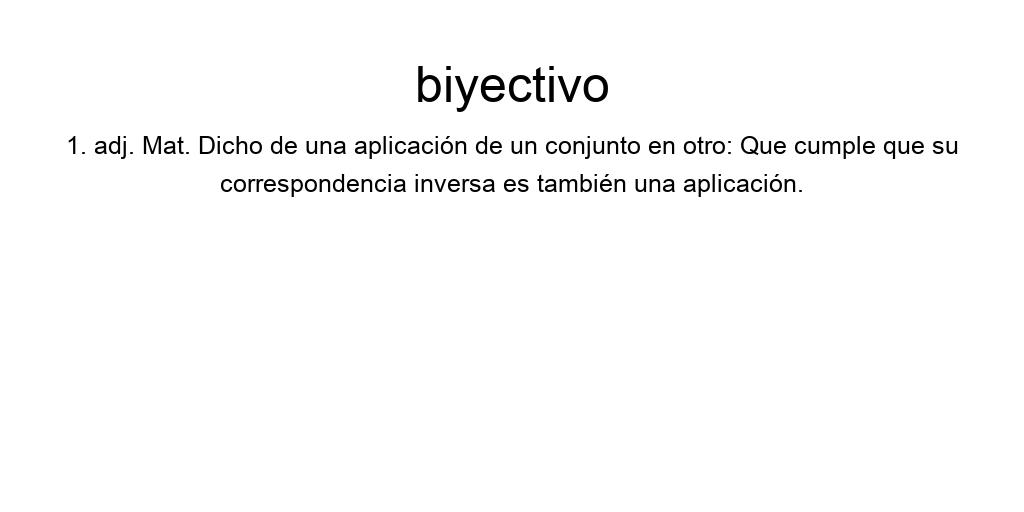 biyectivo
1. adj. Mat. Dicho de una aplicación de un conjunto en otro: Que cumple que su
correspondencia inversa es también una aplicación.